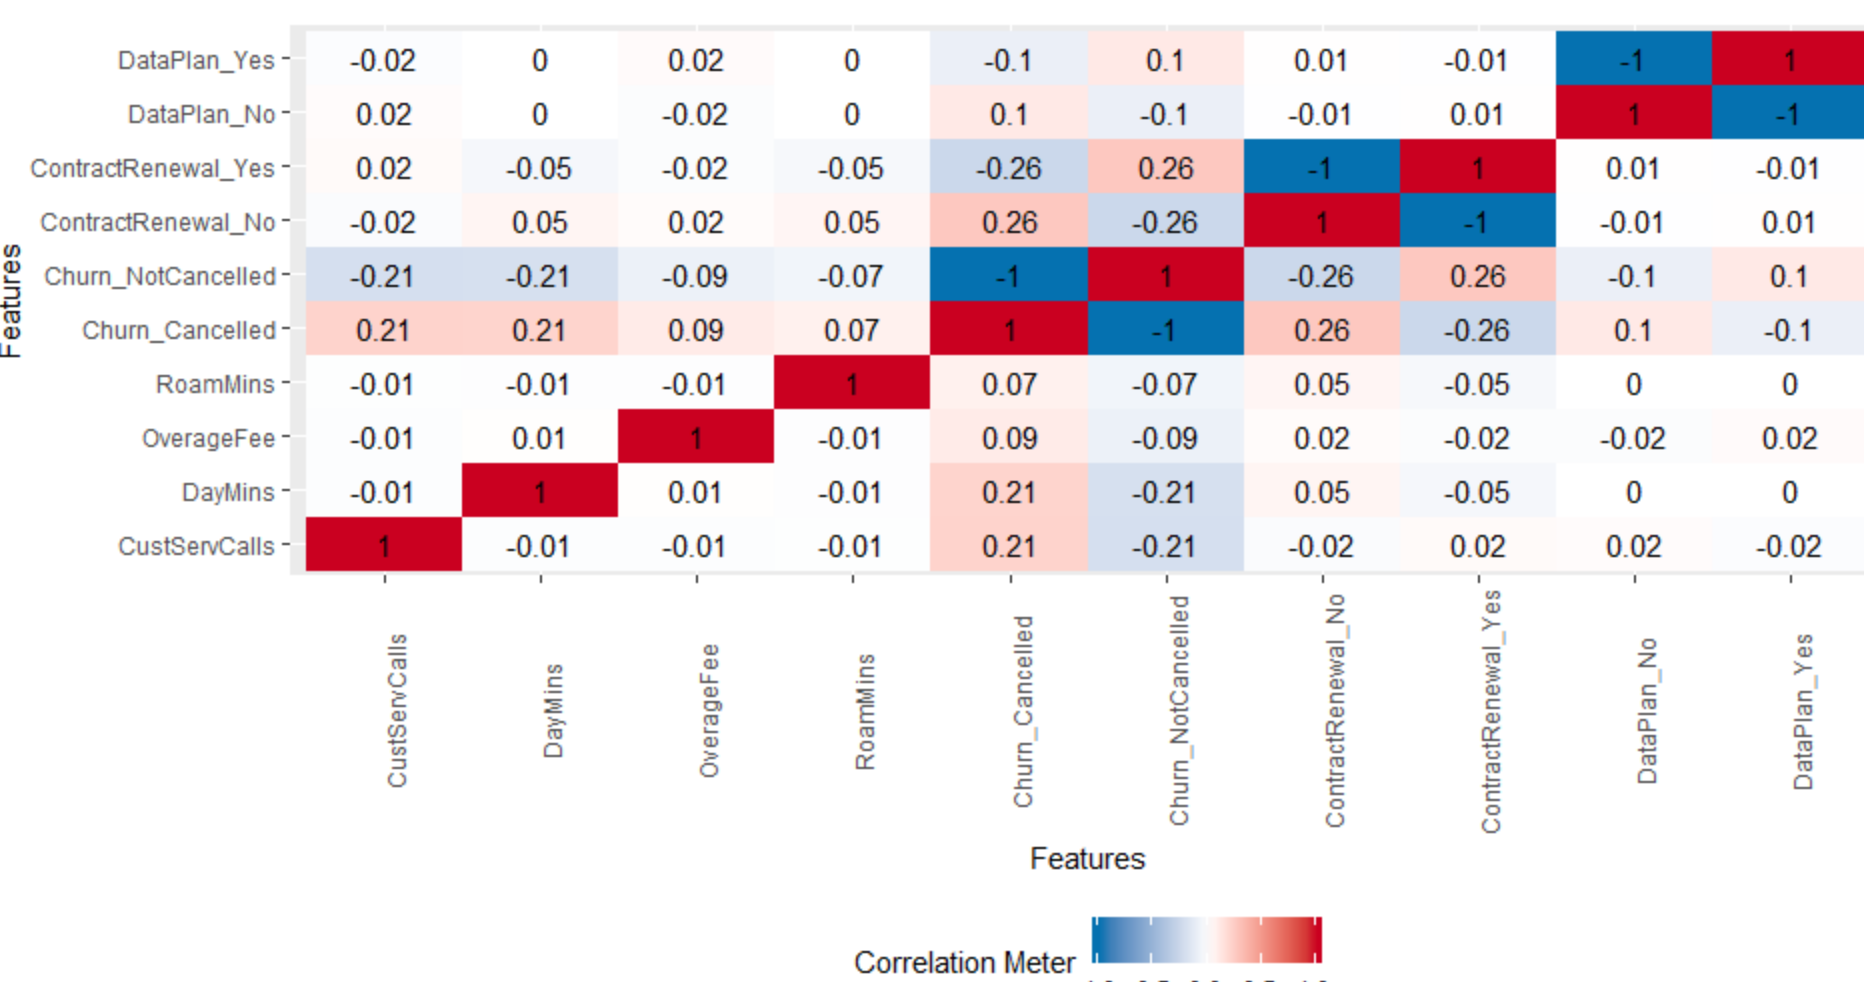 DataPlan_Yes -0.02 0 0.02 0 -0.1 0.1 0.01 -0.01 -1 1
DataPlan_No 0.02 0 -0.02 0 0.1 -0.1 -0.01 0.01 1 -1
ContractRenewal_Yes 0.02 -0.05 -0.02 -0.05 -0.26 0.26 -1 1 0.01 -0.01
ContractRenewal_No -0.02 0.05 0.02 0.05 0.26 -0.26 1 -1 -0.01 0.01
Churn_NotCancelled -0.21 -0.21 -0.09 -0.07 -1 1 -0.26 0.26 -0.1 0.1
Churn_Cancelled 0.21 0.21 0.09 0.07 1 -1 0.26 -0.26 0.1 -0.1
RoamMins -0.01 -0.01 -0.01 1 0.07 -0.07 0.05 -0.05 0 0
OverageFee -0.01 0.01 1 -0.01 0.09 -0.09 0.02 -0.02 -0.02 0.02
DayMins -0.01 1 0.01 -0.01 0.21 -0.21 0.05 -0.05 0 0
CustServCalls 1 -0.01 -0.01 -0.01 0.21 -0.21 -0.02 0.02 0.02 -0.02
Features
CustServCalls DayMins OverageFee RoamMins Churn_Cancelled Churn_NotCancelled ContractRenewal_No ContractRenewal_Yes DataPlan_No DataPlan_Yes
Features
Correlation Meter